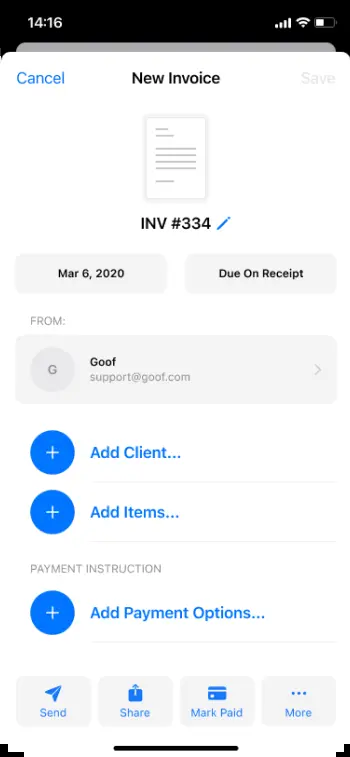 14:16
Cancel New Invoice Save
INV #334
Mar 6, 2020 Due On Receipt
FROM:
G
Goof
support@goof.com
Add Client...
Add Items...
PAYMENT INSTRUCTION
Add Payment Options...
Send Share Mark Paid More